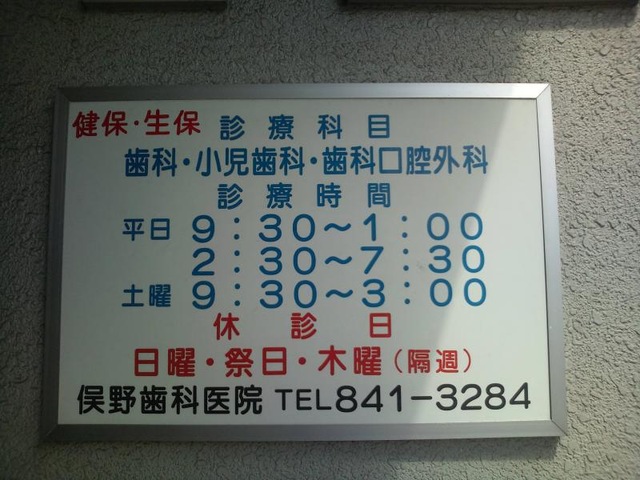 健保・生保 診療科目
歯科・小児歯科・歯科口腔外科
診療時間
平日 9：30〜1：00
2：30〜7：30
土曜 9：30〜3：00
休診日
日曜・祭日・木曜（隔週）
俣野歯科医院 TEL841-3284